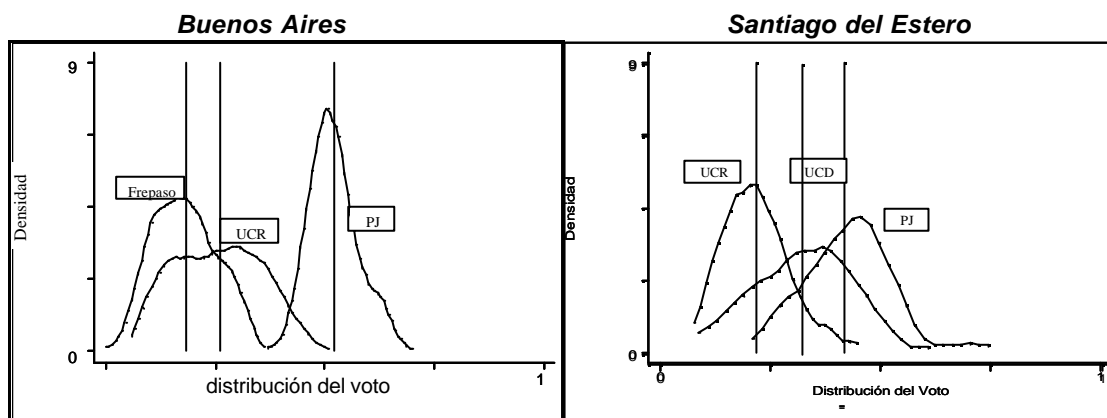 Buenos Aires
9
Densidad
Frepaso
UCR
PJ
0
1
distribución del voto
Santiago del Estero
9
Densidad
UCR
UCD
PJ
0
0
1
Distribución del Voto